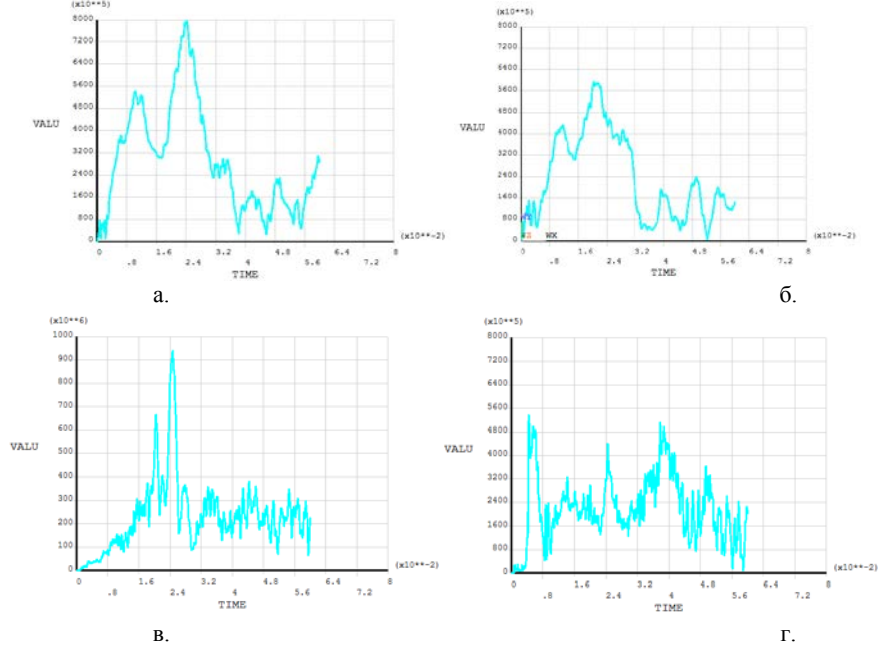 (x10**5)
8000
7200
6400
5600
4800
VALU
4000
3200
2400
1600
800
0
(x10**-2)
0 1.6 3.2 4.8 6.4 8
.8 2.4 4 5.6 7.2
TIME
а.
(x10**5)
8000
7200
6400
5600
4800
VALU
4000
3200
2400
1600
800
0
WX
(x10**-2)
0 1.6 3.2 4.8 6.4 8
.8 2.4 4 5.6 7.2
TIME
б.
(x10**6)
1000
900
800
700
600
VALU
500
400
300
200
100
0
(x10**-2)
0 1.6 3.2 4.8 6.4 8
.8 2.4 4 5.6 7.2
TIME
в.
(x10**5)
8000
7200
6400
5600
4800
VALU
4000
3200
2400
1600
800
0
(x10**-2)
0 1.6 3.2 4.8 6.4 8
.8 2.4 4 5.6 7.2
TIME
г.